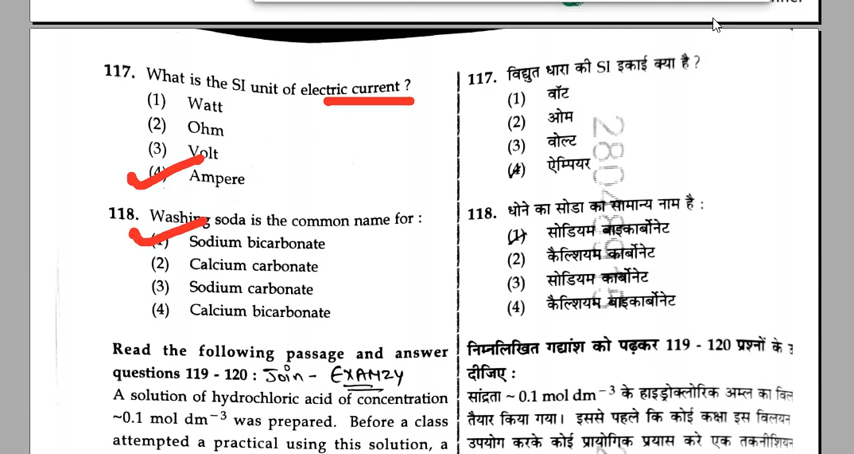 117. What is the SI unit of electric current ?
(1) Watt
(2) Ohm
(3) Volt
(4) Ampere
118. Washing soda is the common name for :
(1) Sodium bicarbonate
(2) Calcium carbonate
(3) Sodium carbonate
(4) Calcium bicarbonate
Read the following passage and answer
questions 119 - 120 : Join - EXAMZY
A solution of hydrochloric acid of concentration
~0.1 mol dm⁻³ was prepared. Before a class
attempted a practical using this solution, a
117. विद्युत धारा की SI इकाई क्या है ?
(1) वॉट
(2) ओम
(3) वोल्ट
(4) ऐम्पियर
118. धोने का सोडा का सामान्य नाम है :
(1) सोडियम बाइकार्बोनेट
(2) कैल्शियम कार्बोनेट
(3) सोडियम कार्बोनेट
(4) कैल्शियम बाइकार्बोनेट
निम्नलिखित गद्यांश को पढ़कर 119 - 120 प्रश्नों के
दीजिए :
सांद्रता ~ 0.1 mol dm⁻³ के हाइड्रोक्लोरिक अम्ल का
तैयार किया गया। इससे पहले कि कोई कक्षा इस
उपयोग करके कोई प्रायोगिक प्रयास करे एक